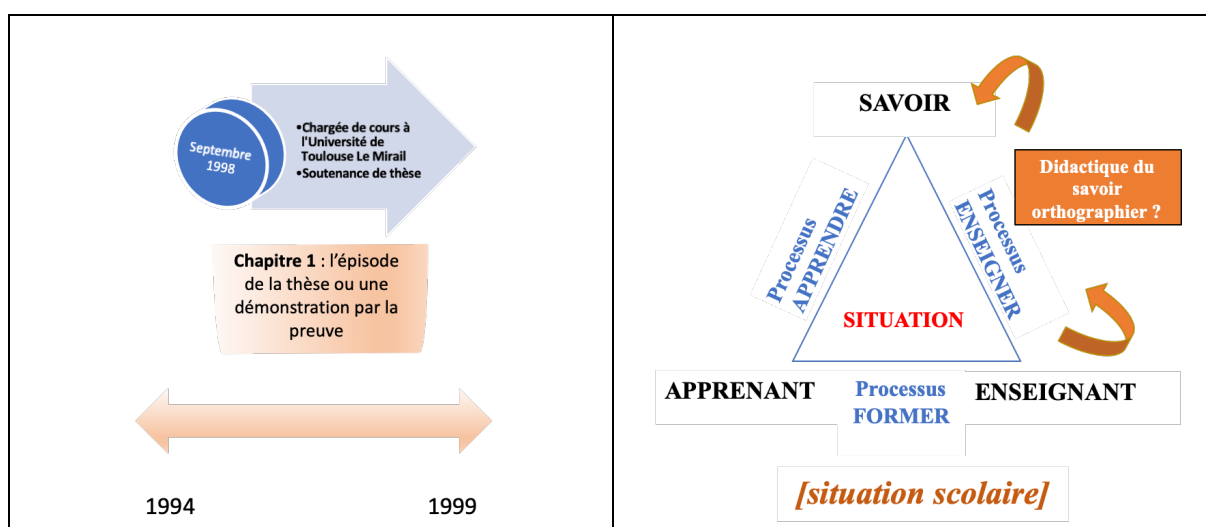 Septembre
1998
•Chargée de cours à
l'Université de
Toulouse Le Mirail
•Soutenance de thèse
Chapitre 1 : l'épisode
de la thèse ou une
démonstration par la
preuve
1994
1999
SAVOIR
Didactique du
savoir
orthographier ?
Processus
APPRENDRE
Processus
ENSEIGNER
SITUATION
APPRENANT
Processus
FORMER
ENSEIGNANT
[situation scolaire]